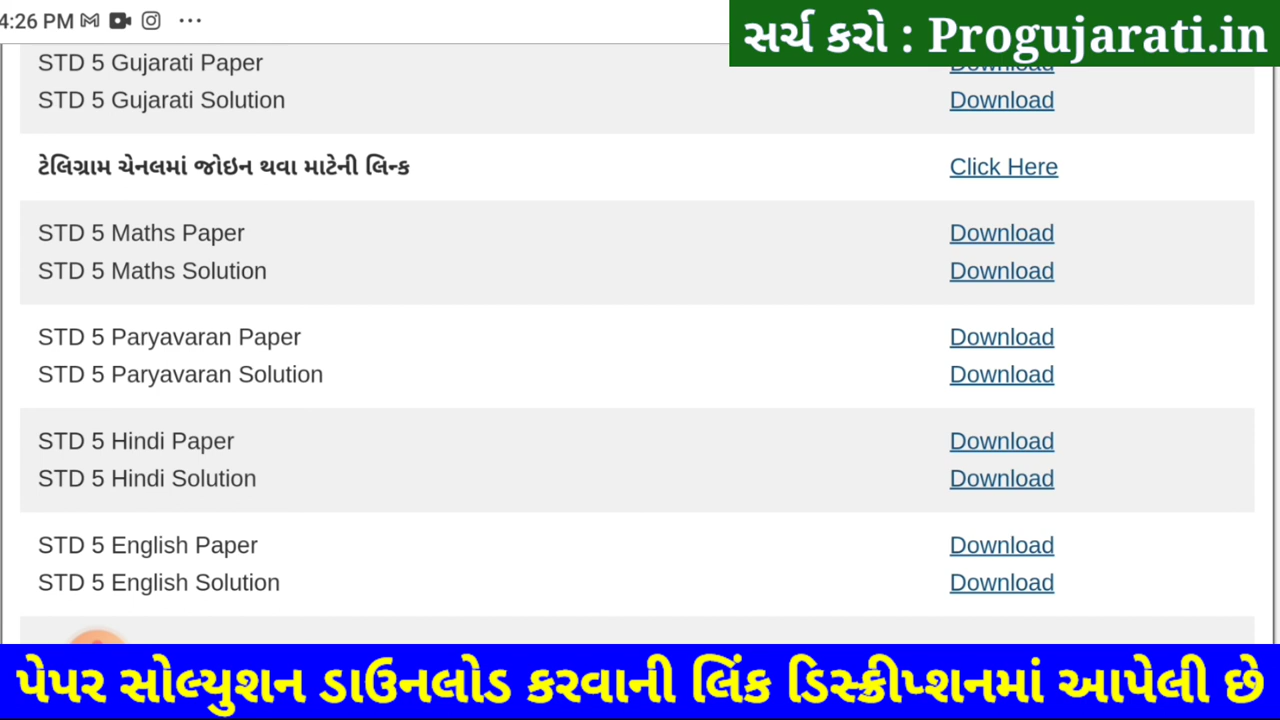 4:26 PM
સર્ચ કરો : Progujarati.in
STD 5 Gujarati Paper Download
STD 5 Gujarati Solution Download
ટેલિગ્રામ ચેનલમાં જોઇન થવા માટેની લિન્ક Click Here
STD 5 Maths Paper Download
STD 5 Maths Solution Download
STD 5 Paryavaran Paper Download
STD 5 Paryavaran Solution Download
STD 5 Hindi Paper Download
STD 5 Hindi Solution Download
STD 5 English Paper Download
STD 5 English Solution Download
પેપર સોલ્યુશન ડાઉનલોડ કરવાની લિંક ડિસ્ક્રીપ્શનમાં આપેલી છે